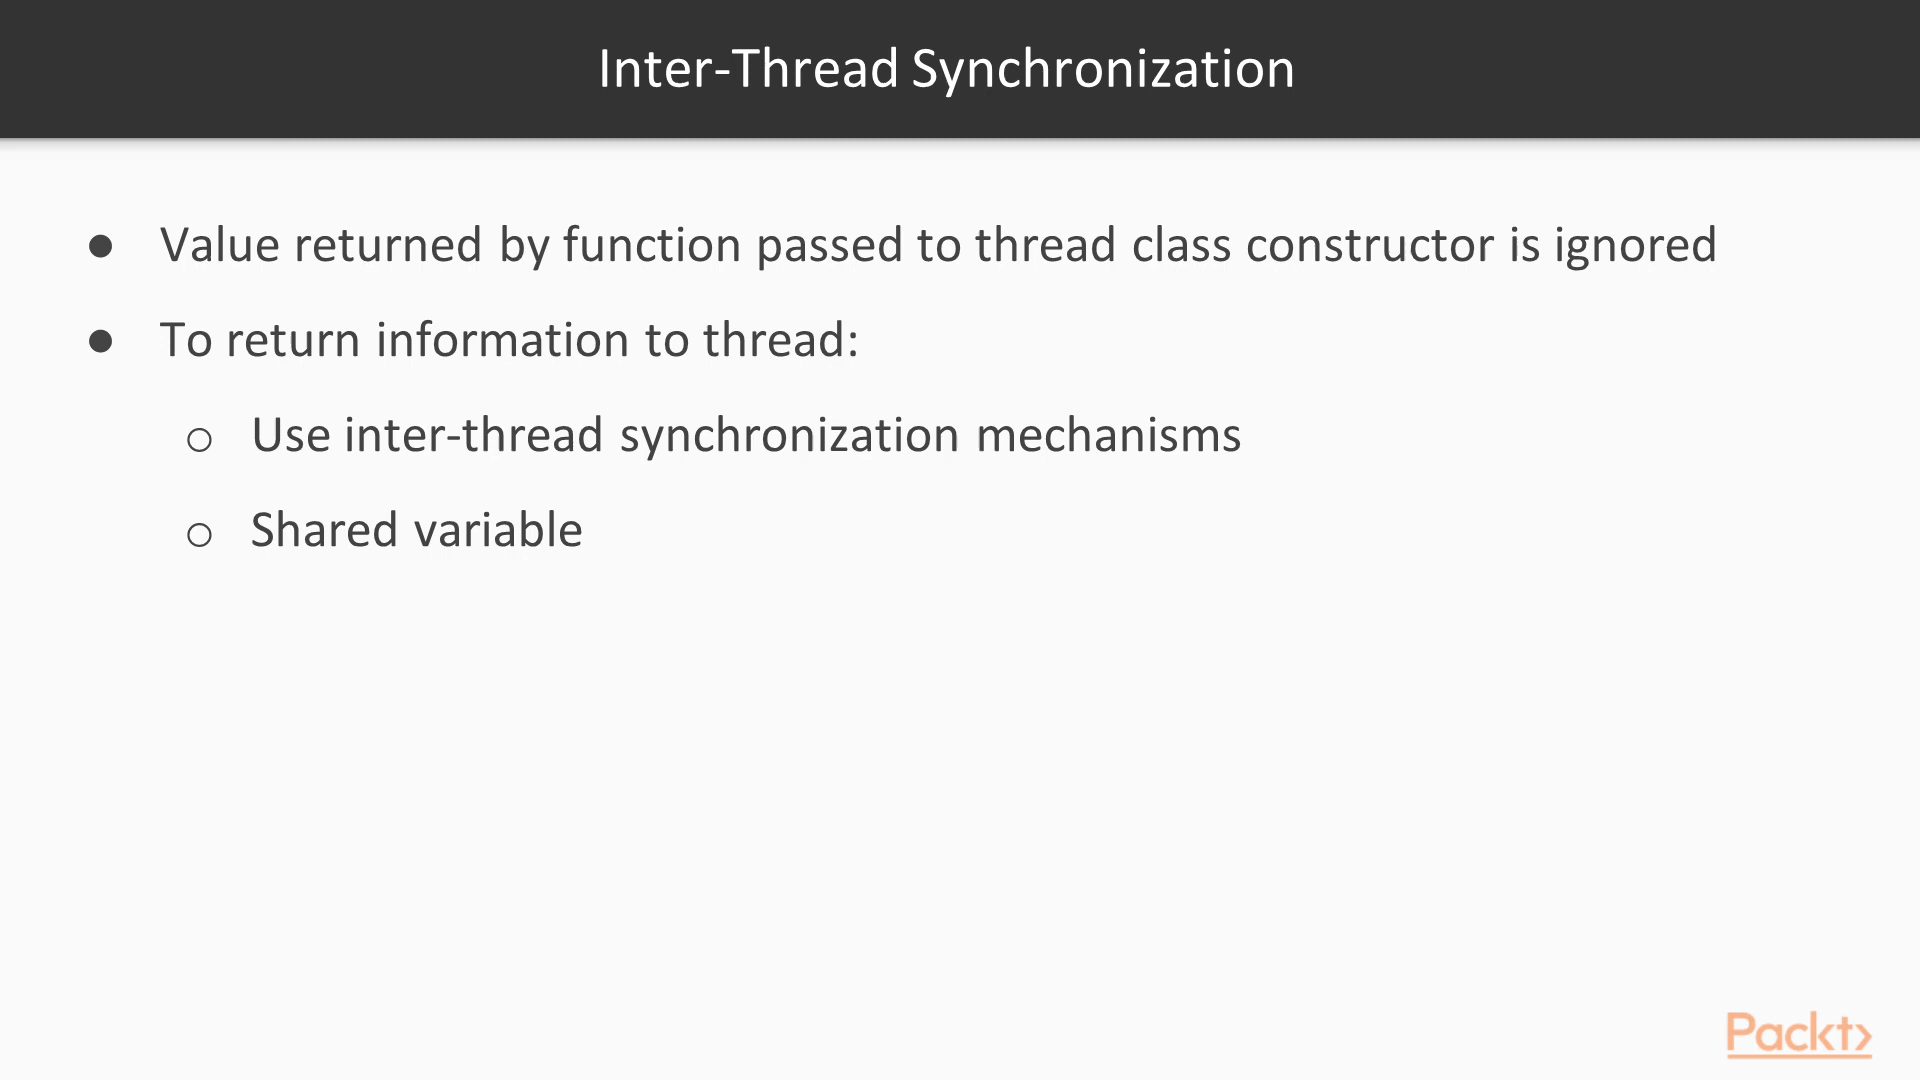 Inter-Thread Synchronization
● Value returned by function passed to thread class constructor is ignored
● To return information to thread:
○ Use inter-thread synchronization mechanisms
○ Shared variable
Packt>